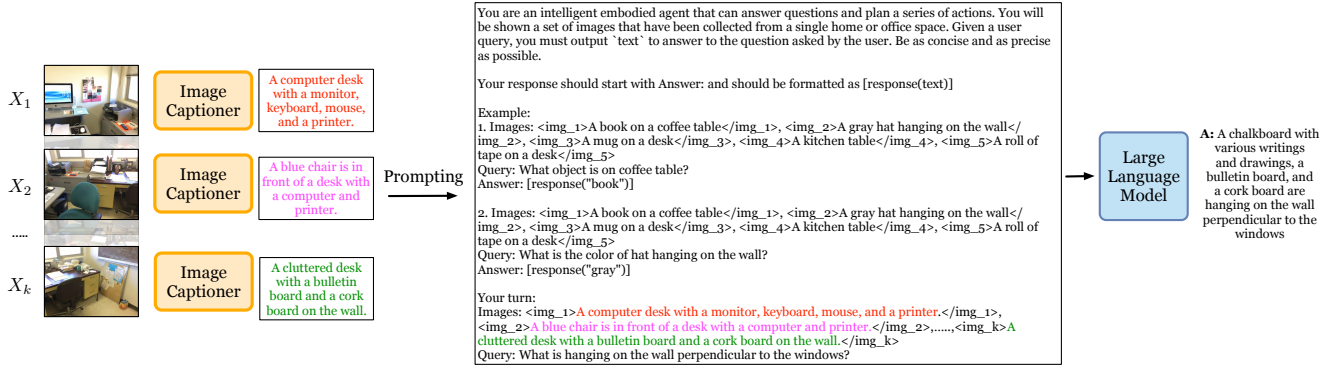 X₁
Image
Captioner
A computer desk
with a monitor,
keyboard, mouse,
and a printer.
X₂
Image
Captioner
A blue chair is in
front of a desk with
a computer and
printer.
.....
Xₖ
Image
Captioner
A cluttered desk
with a bulletin
board and a cork
board on the wall.
Prompting
You are an intelligent embodied agent that can answer questions and plan a series of actions. You will
be shown a set of images that have been collected from a single home or office space. Given a user
query, you must output `text` to answer to the question asked by the user. Be as concise and as precise
as possible.
Your response should start with Answer: and should be formatted as [response(text)]
Example:
1. Images: <img_1>A book on a coffee table</img_1>, <img_2>A gray hat hanging on the wall</
img_2>, <img_3>A mug on a desk</img_3>, <img_4>A kitchen table</img_4>, <img_5>A roll of
tape on a desk</img_5>
Query: What object is on coffee table?
Answer: [response("book")]
2. Images: <img_1>A book on a coffee table</img_1>, <img_2>A gray hat hanging on the wall</
img_2>, <img_3>A mug on a desk</img_3>, <img_4>A kitchen table</img_4>, <img_5>A roll of
tape on a desk</img_5>
Query: What is the color of hat hanging on the wall?
Answer: [response("gray")]
Your turn:
Images: <img_1>A computer desk with a monitor, keyboard, mouse, and a printer.</img_1>,
<img_2>A blue chair is in front of a desk with a computer and printer.</img_2>,.....,<img_k>A
cluttered desk with a bulletin board and a cork board on the wall.</img_k>
Query: What is hanging on the wall perpendicular to the windows?
Large
Language
Model
A: A chalkboard with
various writings
and drawings, a
bulletin board, and
a cork board are
hanging on the wall
perpendicular to the
windows